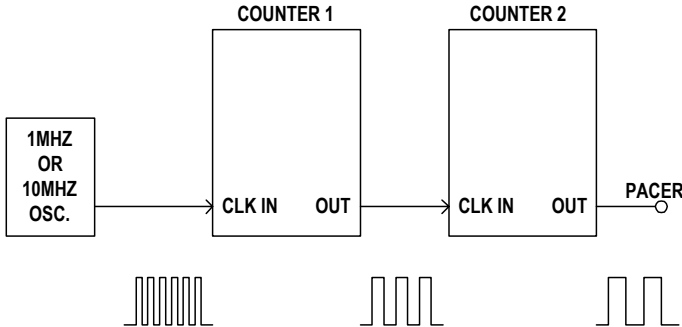 COUNTER 1
COUNTER 2
1MHZ
OR
10MHZ
OSC.
CLK IN OUT
CLK IN OUT
PACER